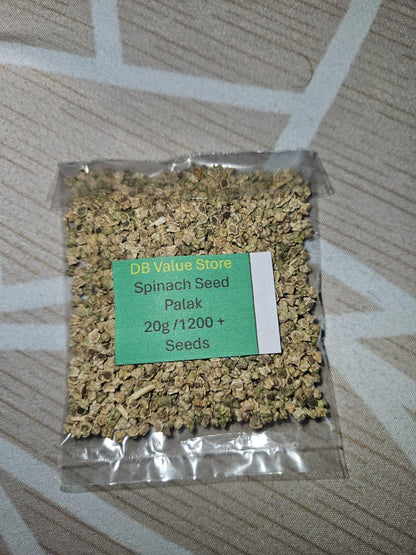 DB Value Store
Spinach Seed
Palak
20g /1200 +
Seeds